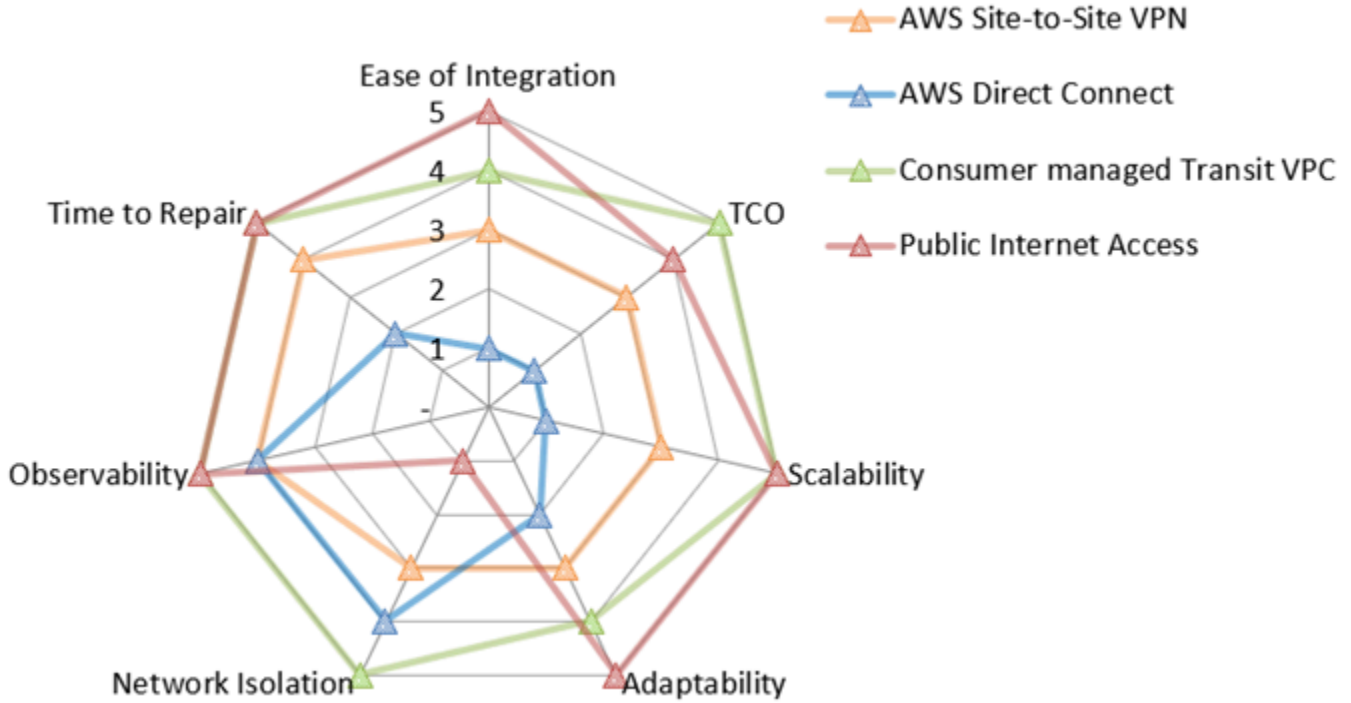 AWS Site-to-Site VPN
AWS Direct Connect
Consumer managed Transit VPC
Public Internet Access
Ease of Integration
5
4
3
2
1
-
TCO
Scalability
Adaptability
Network Isolation
Observability
Time to Repair